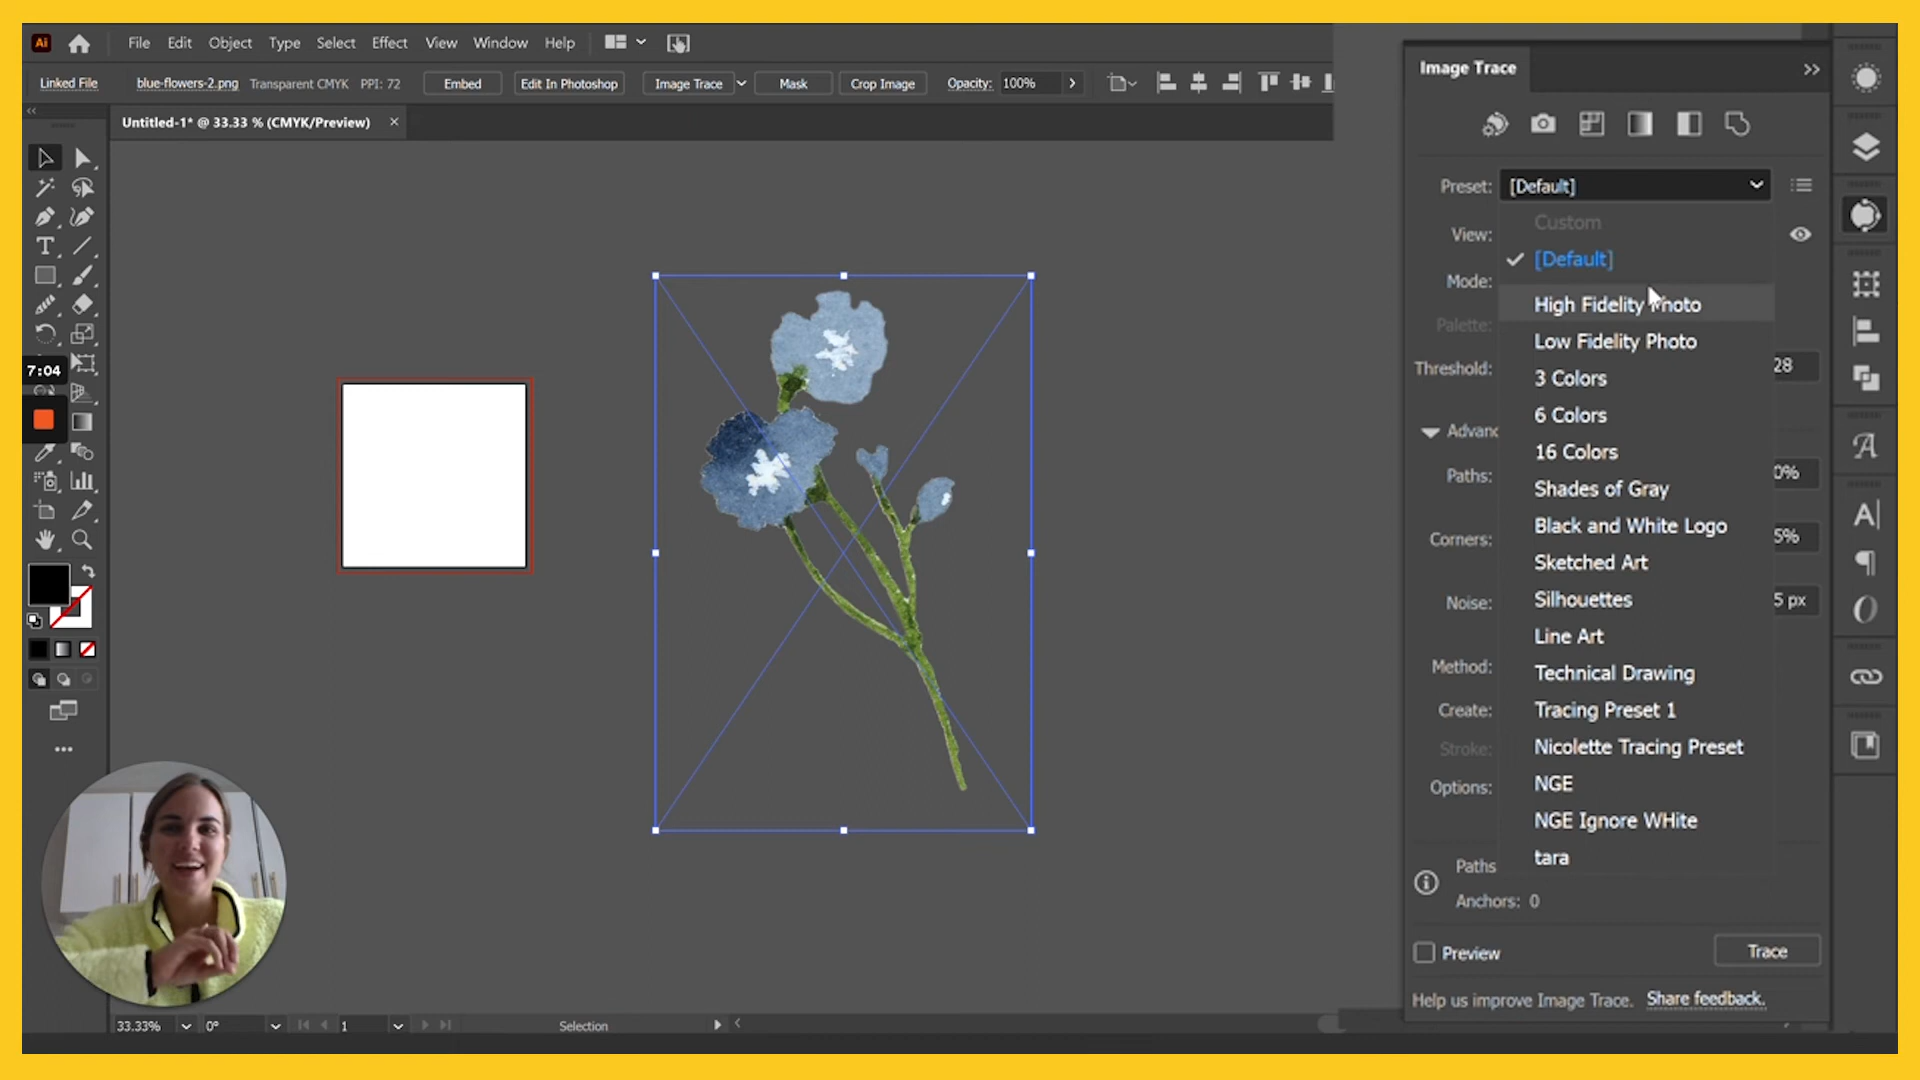 Ai File Edit Object Type Select Effect View Window Help
Linked File blue-flowers-2.png Transparent CMYK PPI: 72 Embed Edit In Photoshop Image Trace Mask Crop Image Opacity: 100%
Untitled-1* @ 33.33 % (CMYK/Preview) ×
7:04
Image Trace
Preset: [Default]
Custom
View:
[Default]
Mode:
High Fidelity Photo
Palette:
Low Fidelity Photo
Threshold: 28
3 Colors
6 Colors
Advanc
16 Colors
Paths: 0%
Shades of Gray
Black and White Logo
Corners: 5%
Sketched Art
Silhouettes
Noise: 5 px
Line Art
Method:
Technical Drawing
Create:
Tracing Preset 1
Stroke:
Nicolette Tracing Preset
Options:
NGE
NGE Ignore WHite
tara
Paths
Anchors: 0
Preview Trace
Help us improve Image Trace. Share feedback.
33.33% 0° 1 Selection